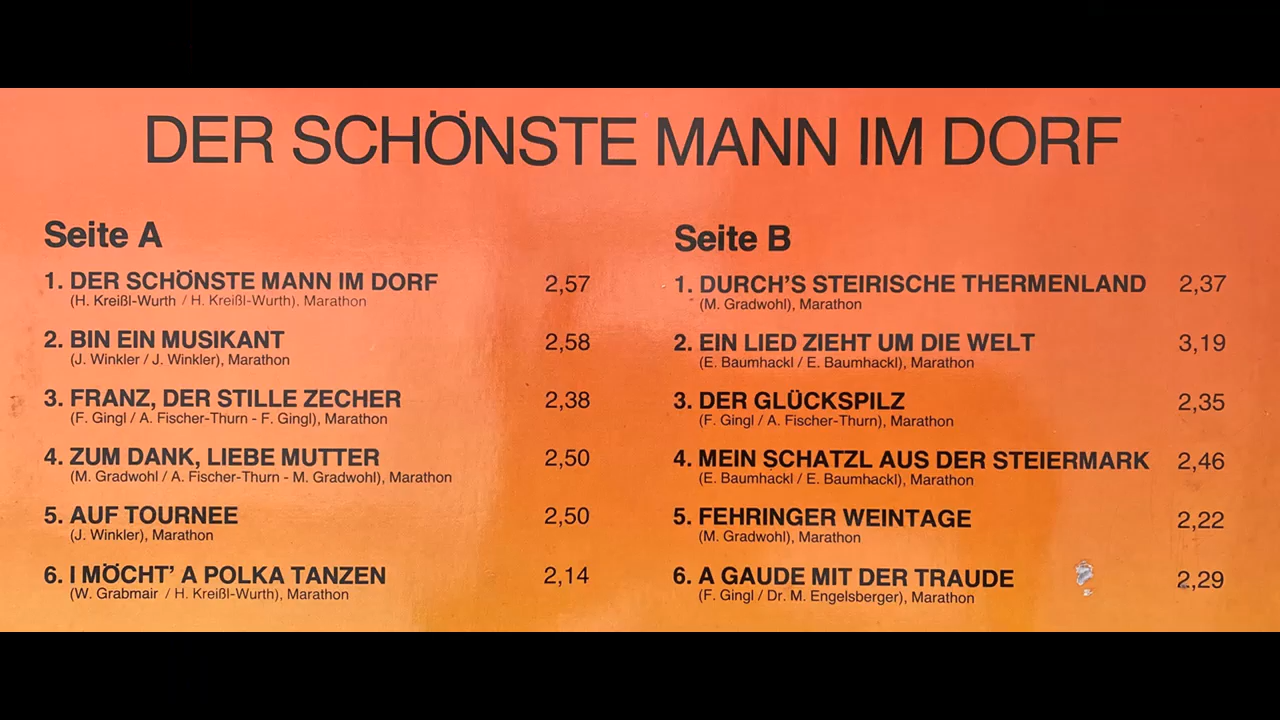 DER SCHÖNSTE MANN IM DORF
Seite A
1. DER SCHÖNSTE MANN IM DORF 2,57
(H. Kreißl-Wurth / H. Kreißl-Wurth), Marathon
2. BIN EIN MUSIKANT 2,58
(J. Winkler / J. Winkler), Marathon
3. FRANZ, DER STILLE ZECHER 2,38
(F. Gingl / A. Fischer-Thurn - F. Gingl), Marathon
4. ZUM DANK, LIEBE MUTTER 2,50
(M. Gradwohl / A. Fischer-Thurn - M. Gradwohl), Marathon
5. AUF TOURNEE 2,50
(J. Winkler), Marathon
6. I MÖCHT' A POLKA TANZEN 2,14
(W. Grabmair / H. Kreißl-Wurth), Marathon
Seite B
1. DURCH'S STEIRISCHE THERMENLAND 2,37
(M. Gradwohl), Marathon
2. EIN LIED ZIEHT UM DIE WELT 3,19
(E. Baumhackl / E. Baumhackl), Marathon
3. DER GLÜCKSPILZ 2,35
(F. Gingl / A. Fischer-Thurn), Marathon
4. MEIN SCHATZL AUS DER STEIERMARK 2,46
(E. Baumhackl / E. Baumhackl), Marathon
5. FEHRINGER WEINTAGE 2,22
(M. Gradwohl), Marathon
6. A GAUDE MIT DER TRAUDE 2,29
(F. Gingl / Dr. M. Engelsberger), Marathon